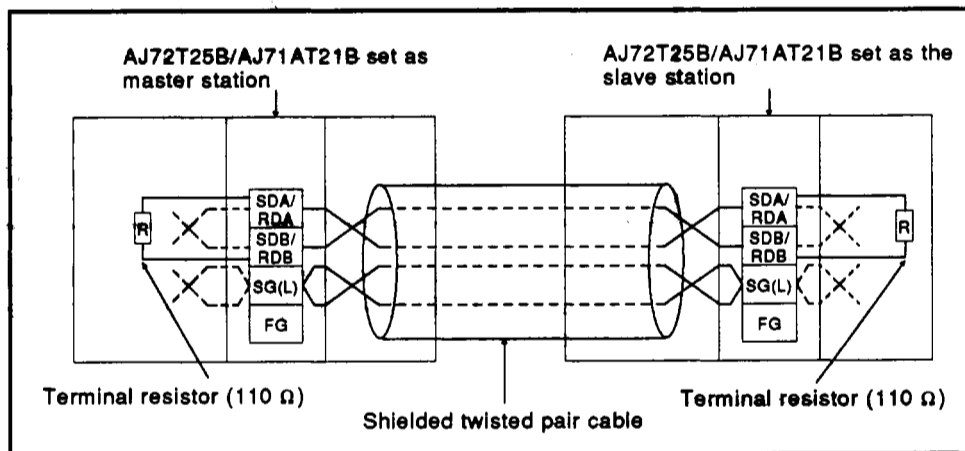 AJ72T25B/AJ71AT21B set as
master station
AJ72T25B/AJ71AT21B set as the
slave station
SDA/
RDA
SDB/
RDB
SG(L)
FG
R
SDA/
RDA
SDB/
RDB
SG(L)
FG
R
Terminal resistor (110 Ω)
Shielded twisted pair cable
Terminal resistor (110 Ω)